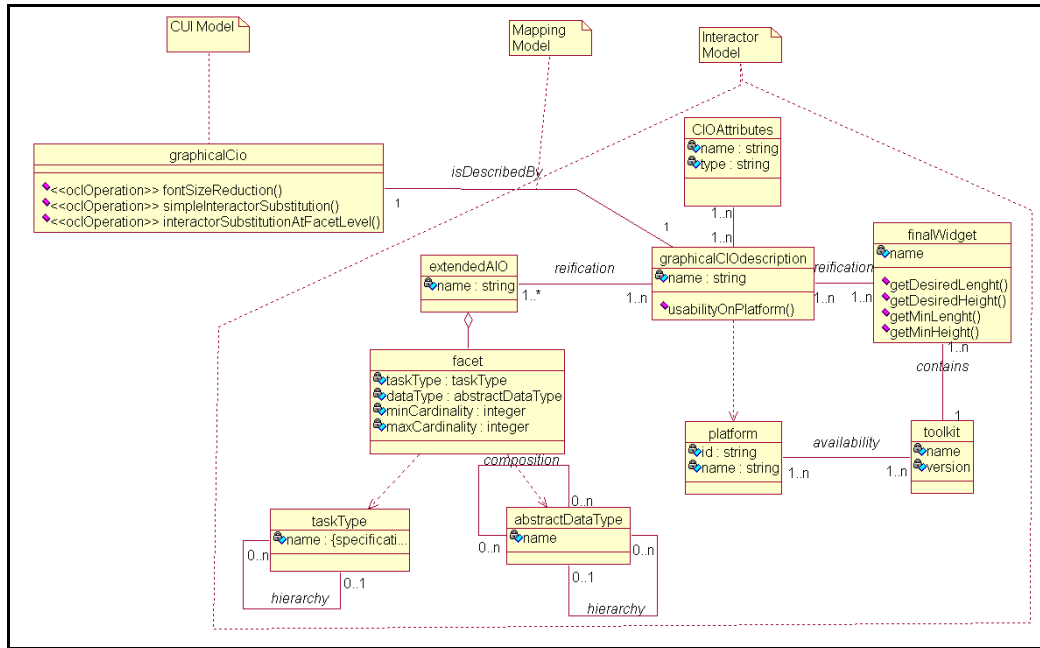 CUI Model
Mapping
Model
Interactor
Model
graphicalCio
<<oclOperation>> fontSizeReduction()
<<oclOperation>> simpleInteractorSubstitution()
<<oclOperation>> interactorSubstitutionAtFacetLevel()
isDescribedBy
1
1
CIOAttributes
name : string
type : string
1..n
1..n
graphicalCIOdescription
name : string
usabilityOnPlatform()
extendedAIO
name : string
reification
1..*
1..n
reification
1..n
1..n
finalWidget
name
getDesiredLenght()
getDesiredHeight()
getMinLenght()
getMinHeight()
1..n
contains
1
facet
taskType : taskType
dataType : abstractDataType
minCardinality : integer
maxCardinality : integer
platform
id : string
name : string
availability
1..n
1..n
toolkit
name
version
composition
0..n
0..n
taskType
name : {specificati...
0..n
0..1
hierarchy
abstractDataType
name
0..n
0..1
hierarchy